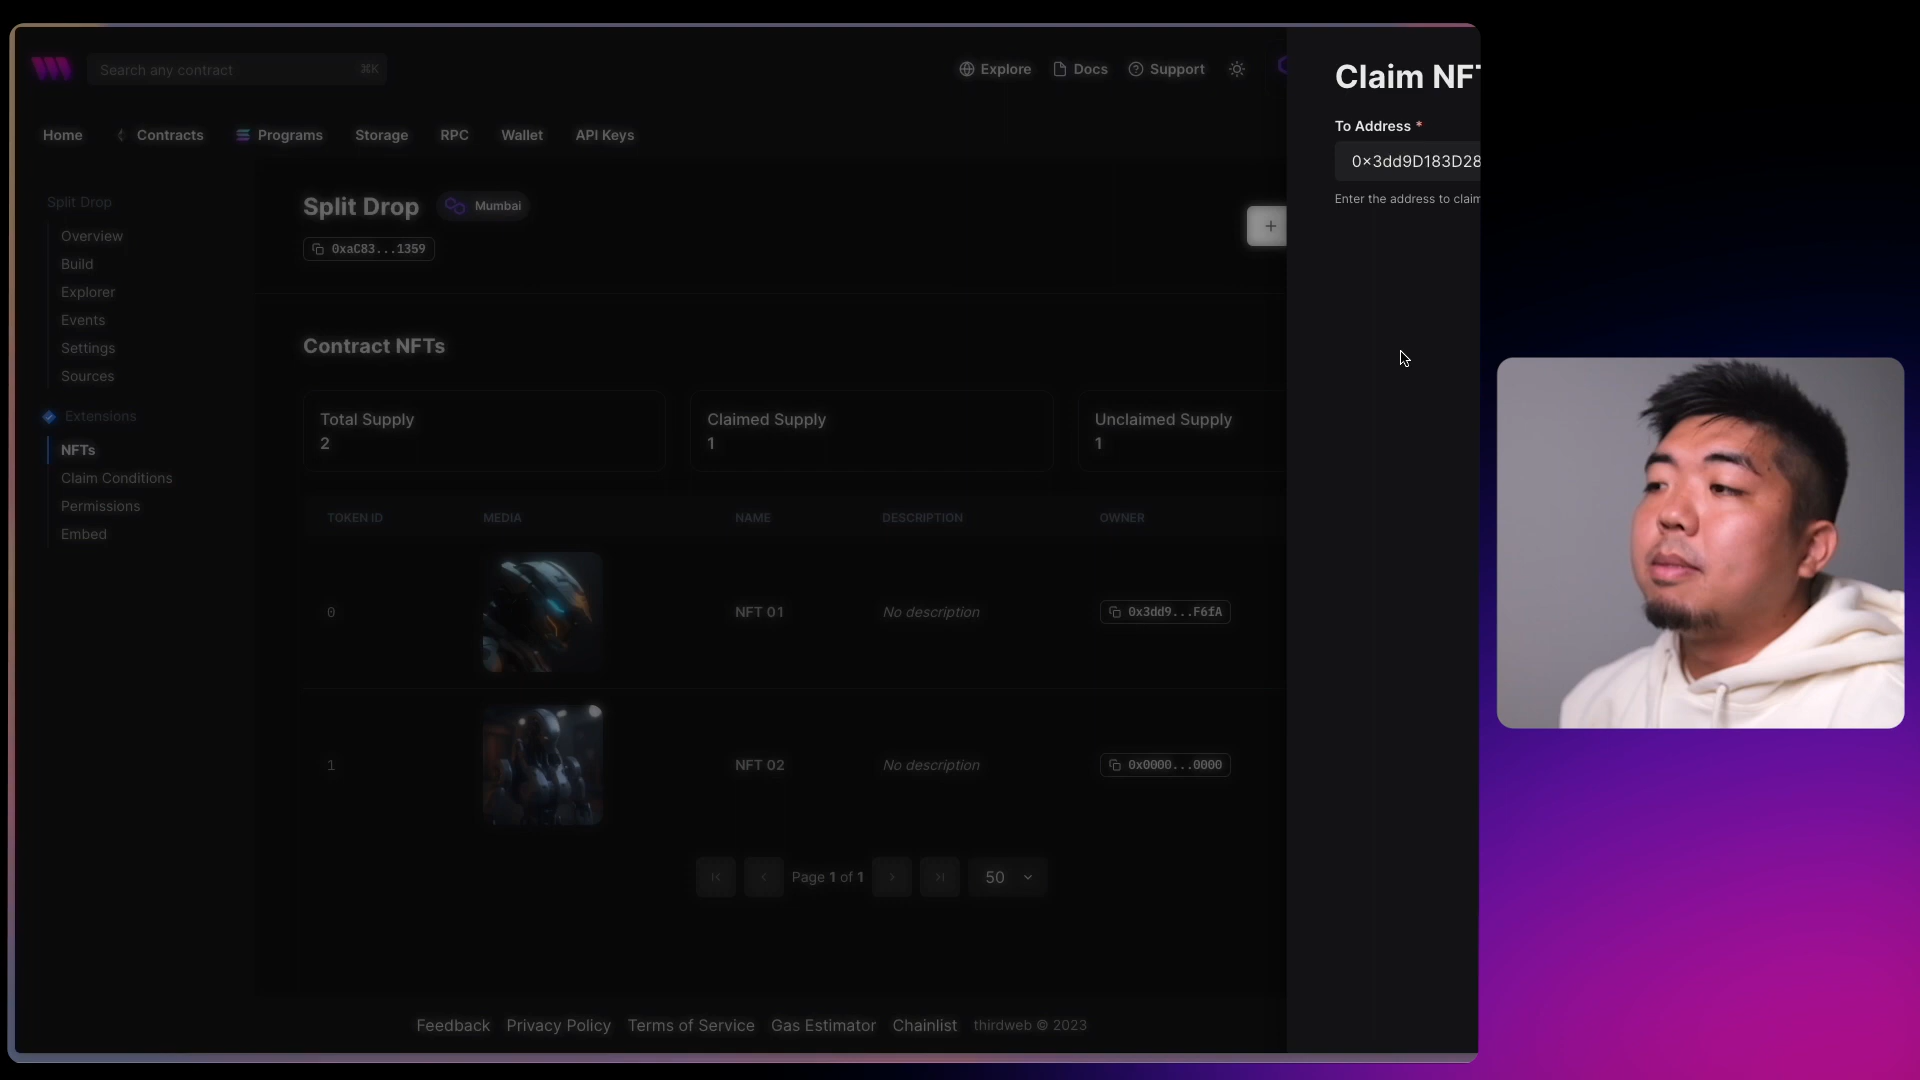 Search any contract ⌘K
Explore Docs Support
Home Contracts Programs Storage RPC Wallet API Keys
Split Drop
Overview
Build
Explorer
Events
Settings
Sources
Extensions
NFTs
Claim Conditions
Permissions
Embed
Split Drop Mumbai
0xaC83...1359
+
Contract NFTs
Total Supply
2
Claimed Supply
1
Unclaimed Supply
1
TOKEN ID MEDIA NAME DESCRIPTION OWNER
0 NFT 01 No description 0x3dd9...F6fA
1 NFT 02 No description 0x0000...0000
Page 1 of 1 50
Feedback Privacy Policy Terms of Service Gas Estimator Chainlist thirdweb © 2023
Claim NFT
To Address *
0x3dd9D183D28
Enter the address to claim